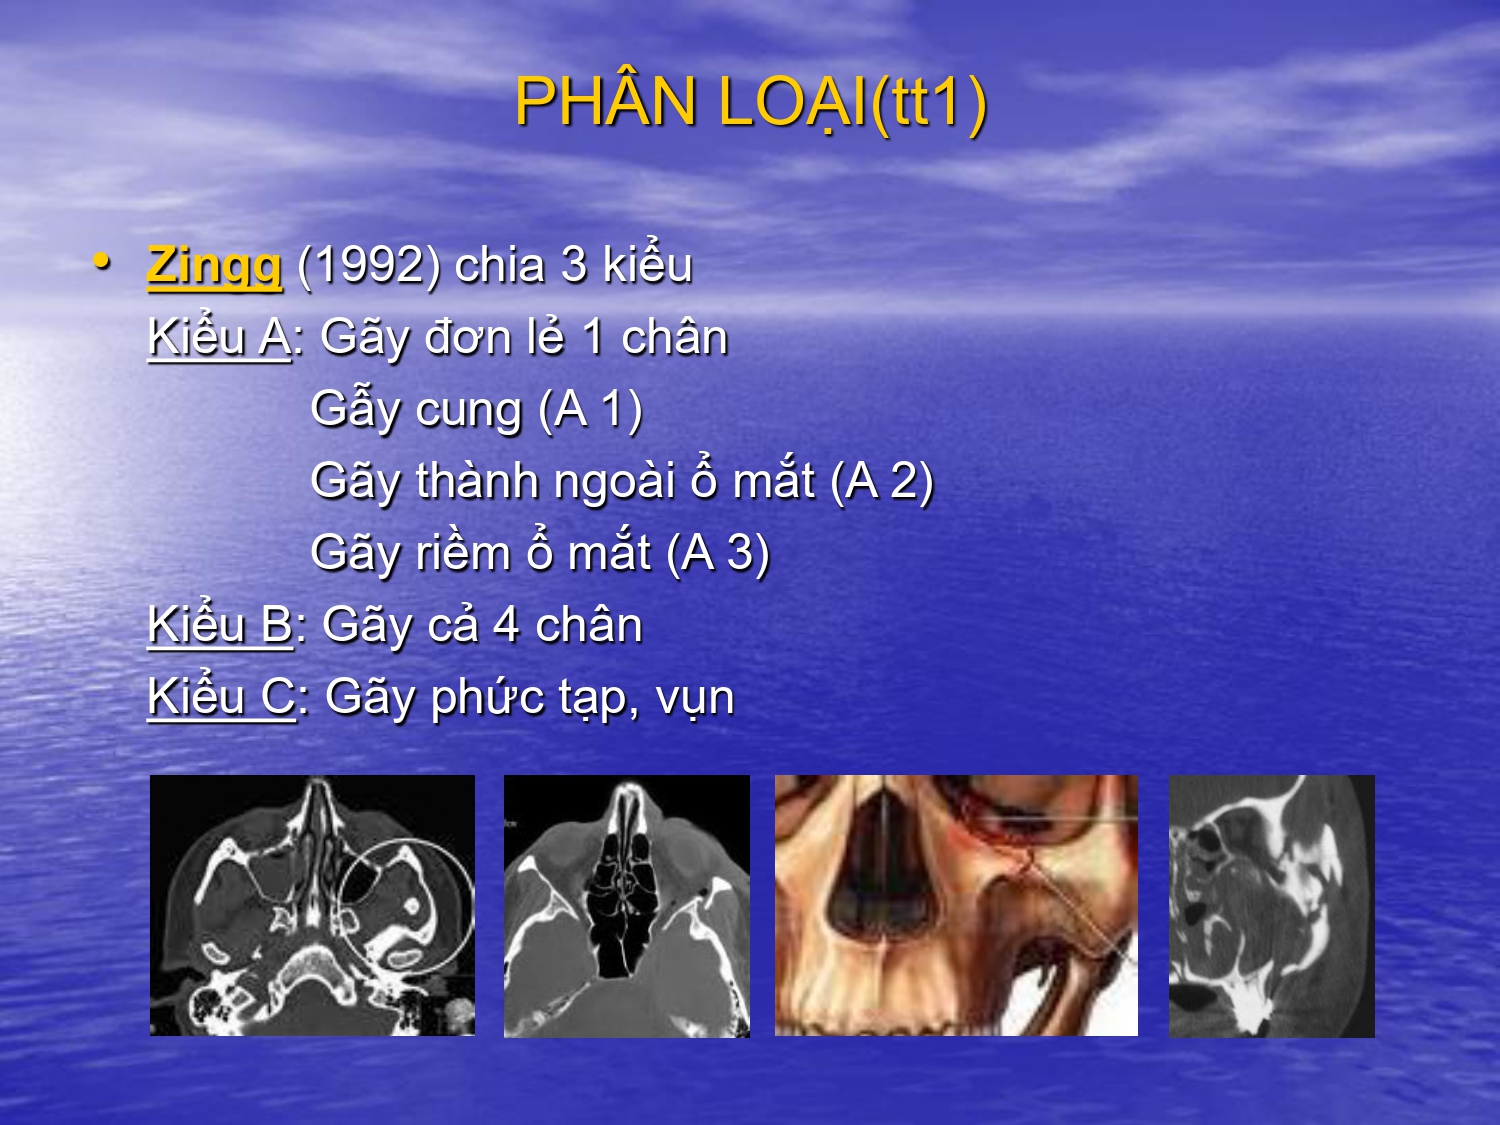 PHÂN LOẠI(tt1)
• Zingg (1992) chia 3 kiểu
Kiểu A: Gãy đơn lẻ 1 chân
Gẫy cung (A 1)
Gãy thành ngoài ổ mắt (A 2)
Gãy riềm ổ mắt (A 3)
Kiểu B: Gãy cả 4 chân
Kiểu C: Gãy phức tạp, vụn